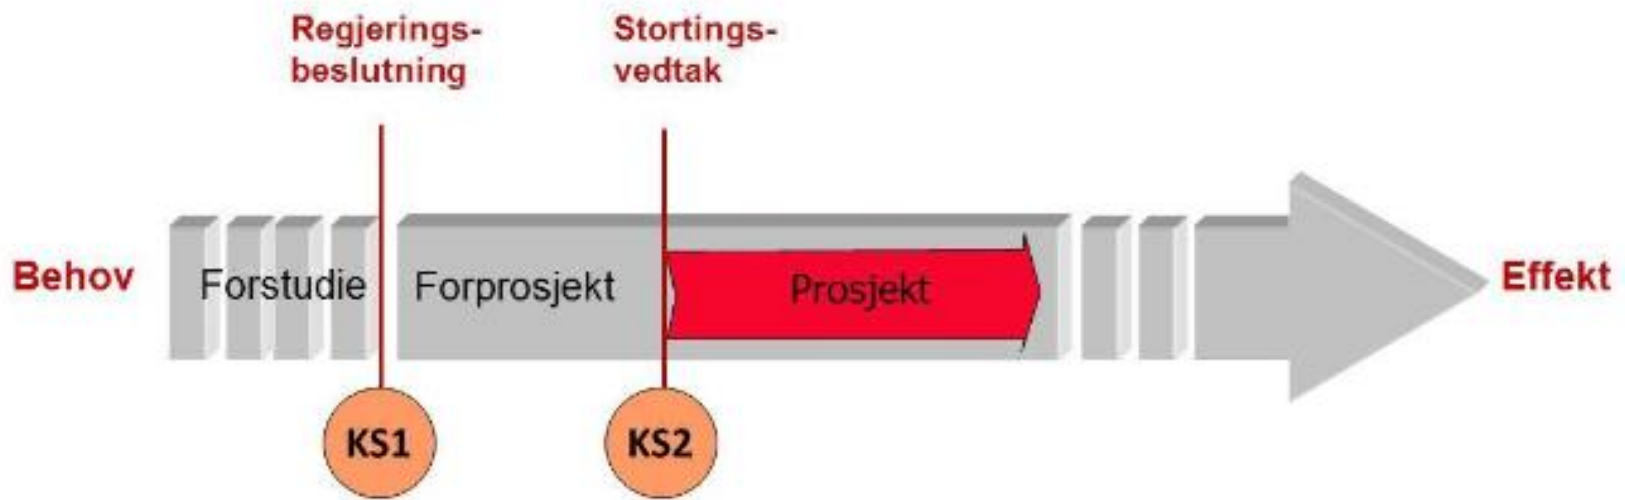 Regjerings-
beslutning
Stortings-
vedtak
Behov
Forstudie
Forprosjekt
Prosjekt
Effekt
KS1
KS2